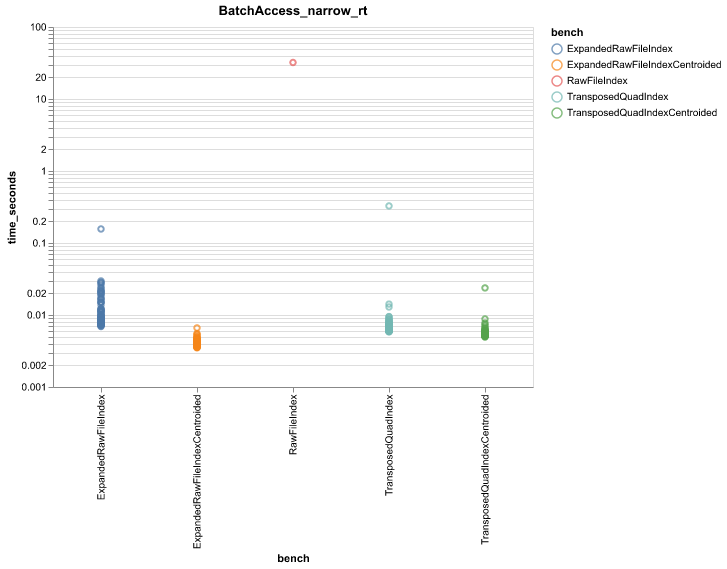 BatchAccess_narrow_rt
100
20
10
2
1
0.2
0.1
0.02
0.01
0.002
0.001
time_seconds
ExpandedRawFileIndex
ExpandedRawFileIndexCentroided
RawFileIndex
TransposedQuadIndex
TransposedQuadIndexCentroided
bench
bench
ExpandedRawFileIndex
ExpandedRawFileIndexCentroided
RawFileIndex
TransposedQuadIndex
TransposedQuadIndexCentroided